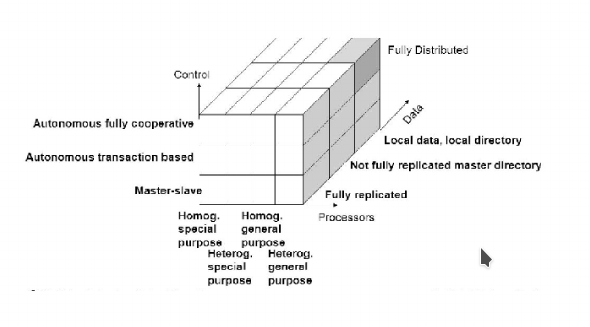 Fully Distributed
Control
Data
Autonomous fully cooperative
Local data, local directory
Autonomous transaction based
Not fully replicated master directory
Master-slave
Fully replicated
Processors
Homog.
special
purpose
Homog.
general
purpose
Heterog.
special
purpose
Heterog.
general
purpose